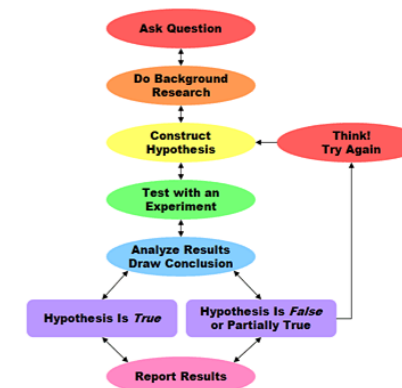 Ask Question
Do Background
Research
Construct
Hypothesis
Think!
Try Again
Test with an
Experiment
Analyze Results
Draw Conclusion
Hypothesis Is True
Hypothesis Is False
or Partially True
Report Results